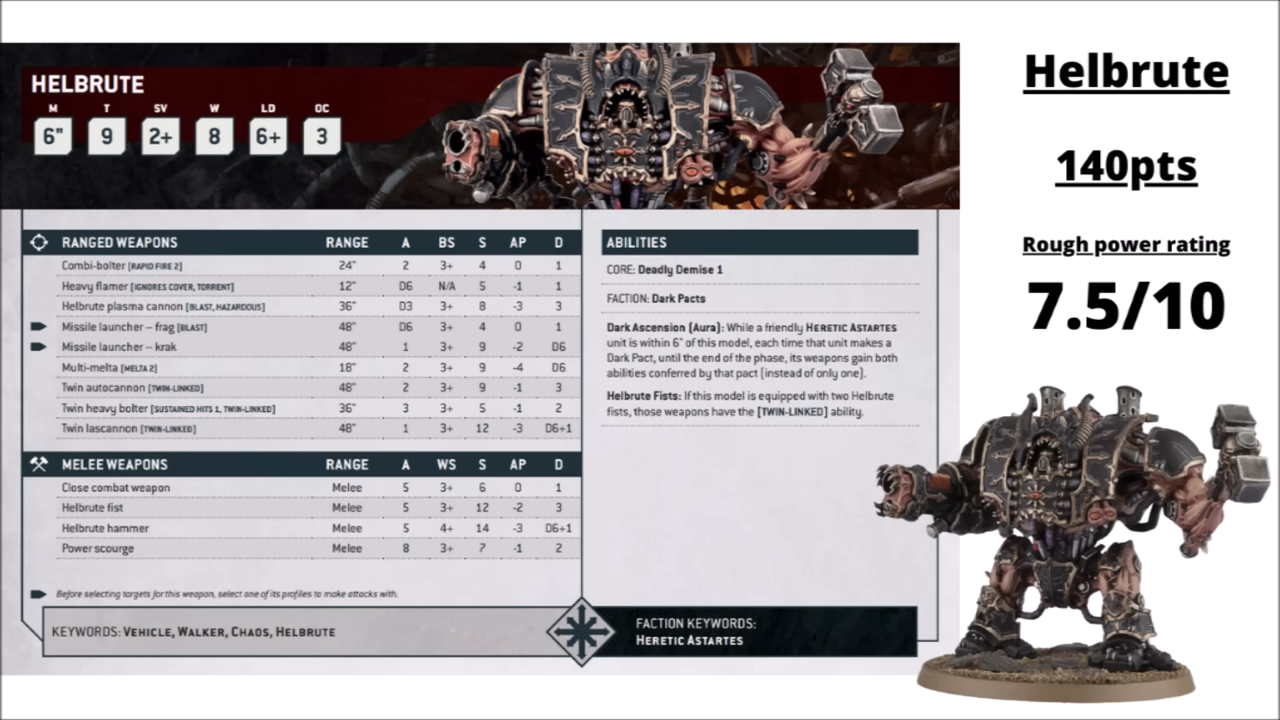 HELBRUTE
M T SV W LD OC
6" 9 2+ 8 6+ 3
RANGED WEAPONS RANGE A BS S AP D
Combi-bolter [RAPID FIRE 2] 24" 2 3+ 4 0 1
Heavy flamer [IGNORES COVER, TORRENT] 12" D6 N/A 5 -1 1
Helbrute plasma cannon [BLAST, HAZARDOUS] 36" D3 3+ 8 -3 3
Missile launcher – frag [BLAST] 48" D6 3+ 4 0 1
Missile launcher – krak 48" 1 3+ 9 -2 D6
Multi-melta [MELTA 2] 18" 2 3+ 9 -4 D6
Twin autocannon [TWIN-LINKED] 48" 2 3+ 9 -1 3
Twin heavy bolter [SUSTAINED HITS 1, TWIN-LINKED] 36" 3 3+ 5 -1 2
Twin lascannon [TWIN-LINKED] 48" 1 3+ 12 -3 D6+1
MELEE WEAPONS RANGE A WS S AP D
Close combat weapon Melee 5 3+ 6 0 1
Helbrute fist Melee 5 3+ 12 -2 3
Helbrute hammer Melee 5 4+ 14 -3 D6+1
Power scourge Melee 8 3+ 7 -1 2
Before selecting targets for this weapon, select one of its profiles to make attacks with.
KEYWORDS: VEHICLE, WALKER, CHAOS, HELBRUTE
ABILITIES
CORE: Deadly Demise 1
FACTION: Dark Pacts
Dark Ascension (Aura): While a friendly HERETIC ASTARTES
unit is within 6" of this model, each time that unit makes a
Dark Pact, until the end of the phase, its weapons gain both
abilities conferred by that pact (instead of only one).
Helbrute Fists: If this model is equipped with two Helbrute
fists, those weapons have the [TWIN-LINKED] ability.
FACTION KEYWORDS:
HERETIC ASTARTES
Helbrute
140pts
Rough power rating
7.5/10